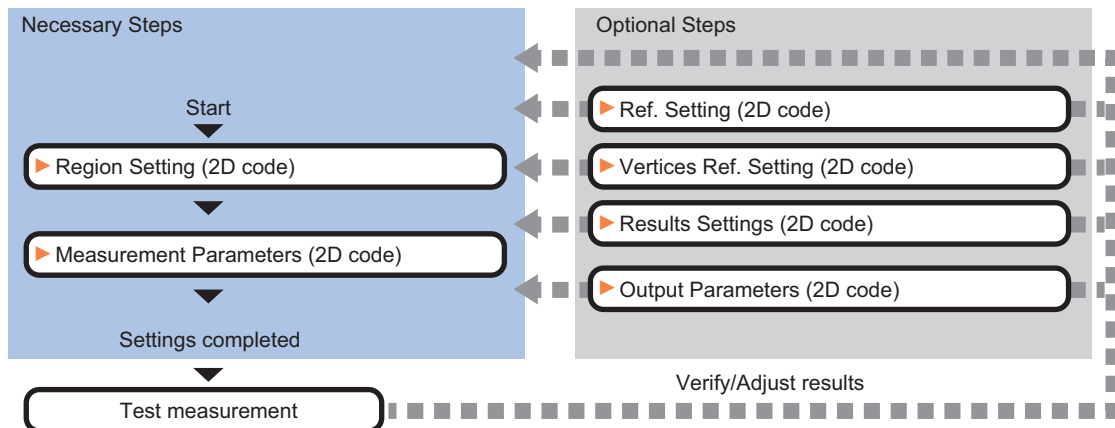 Necessary Steps
Start
Region Setting (2D code)
Measurement Parameters (2D code)
Settings completed
Test measurement
Optional Steps
Ref. Setting (2D code)
Vertices Ref. Setting (2D code)
Results Settings (2D code)
Output Parameters (2D code)
Verify/Adjust results